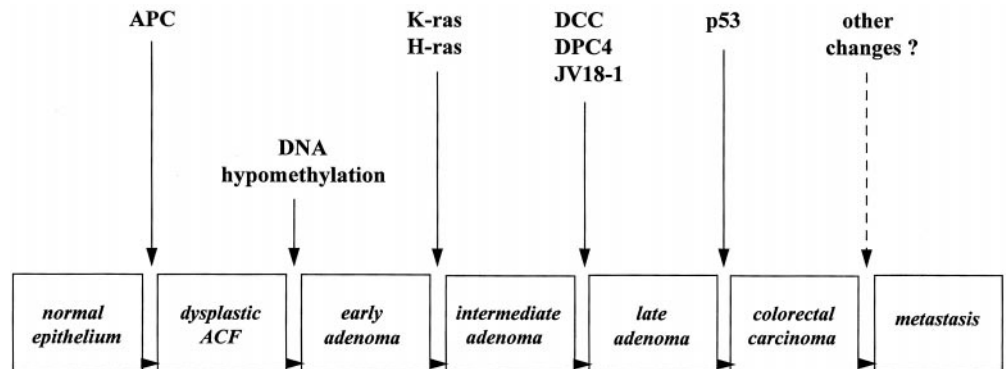 APC
K-ras
H-ras
DCC
DPC4
JV18-1
p53
other
changes ?
DNA
hypomethylation
normal
epithelium
dysplastic
ACF
early
adenoma
intermediate
adenoma
late
adenoma
colorectal
carcinoma
metastasis